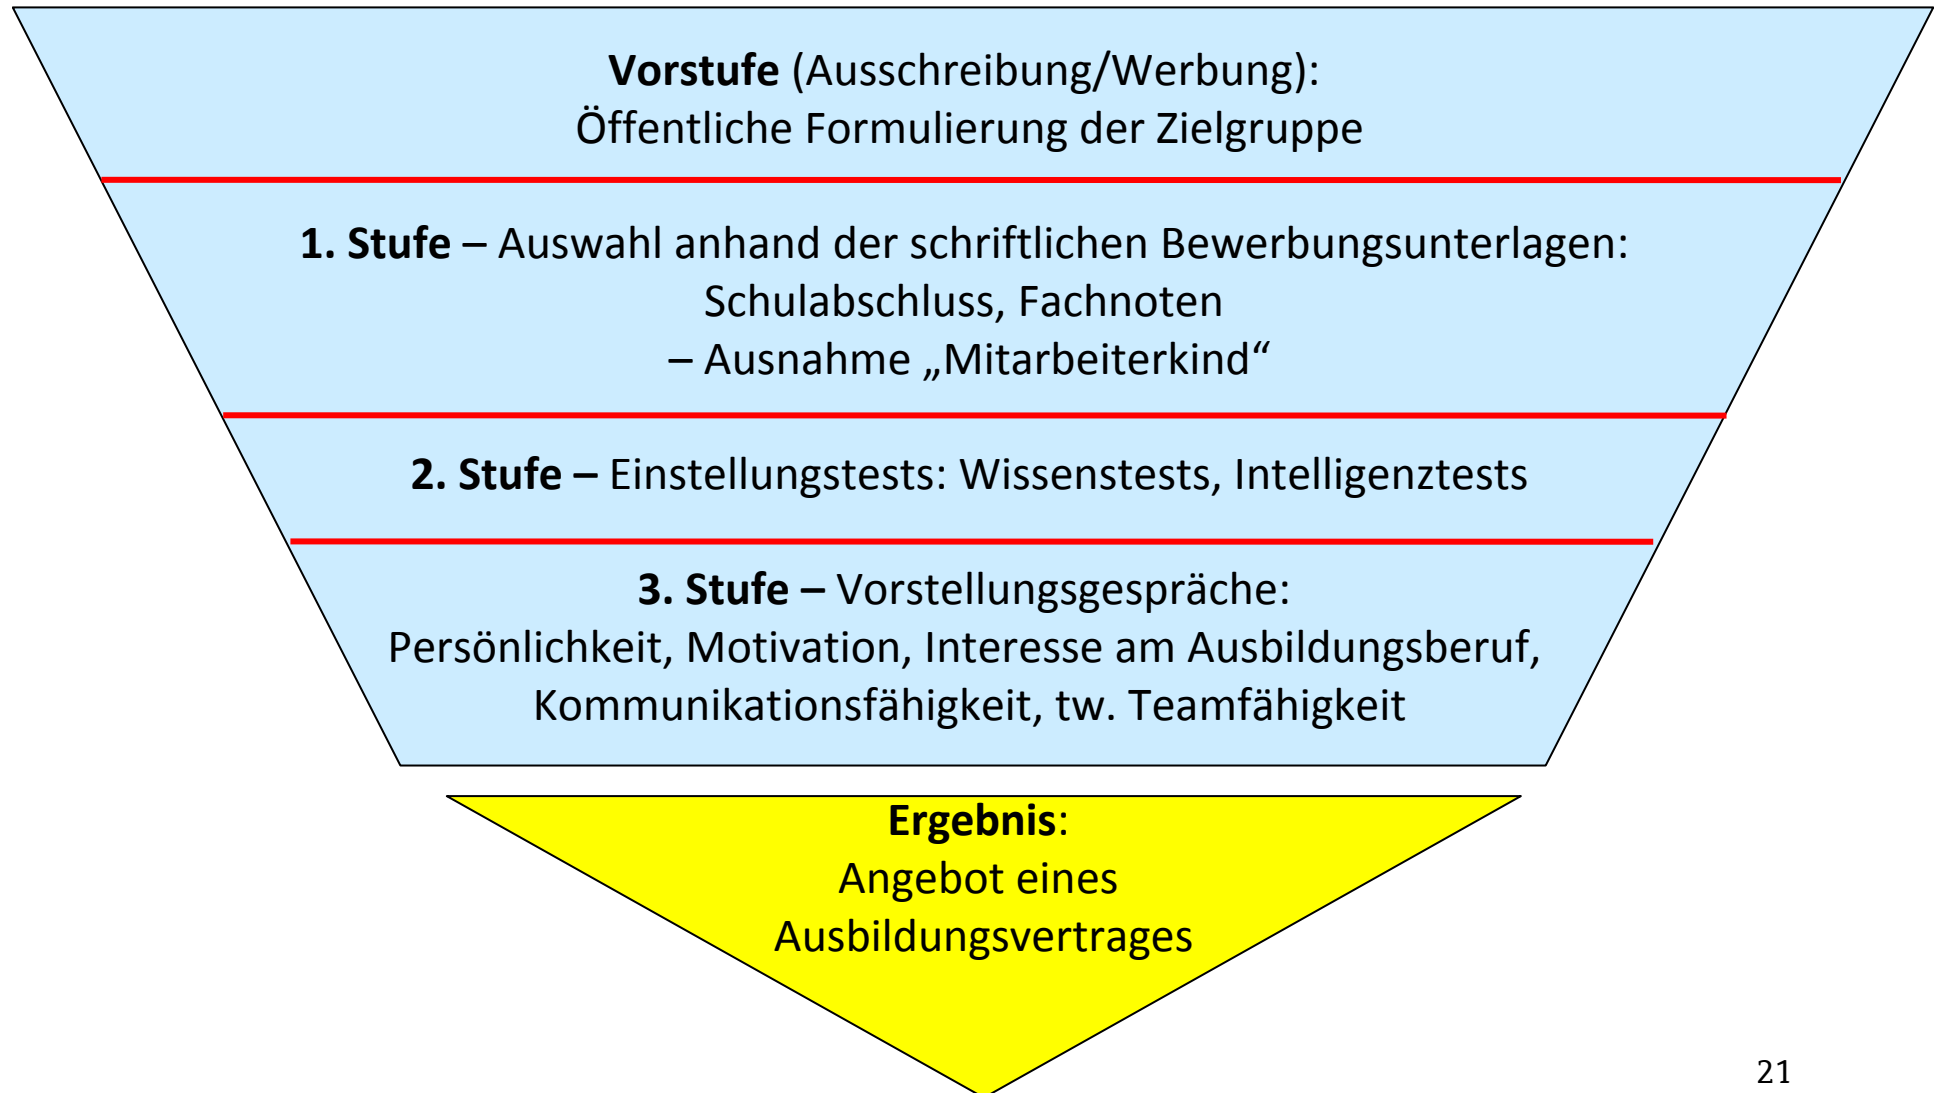 Vorstufe (Ausschreibung/Werbung):
Öffentliche Formulierung der Zielgruppe
1. Stufe – Auswahl anhand der schriftlichen Bewerbungsunterlagen:
Schulabschluss, Fachnoten
– Ausnahme „Mitarbeiterkind“
2. Stufe – Einstellungstests: Wissenstests, Intelligenztests
3. Stufe – Vorstellungsgespräche:
Persönlichkeit, Motivation, Interesse am Ausbildungsberuf,
Kommunikationsfähigkeit, tw. Teamfähigkeit
Ergebnis:
Angebot eines
Ausbildungsvertrages
21